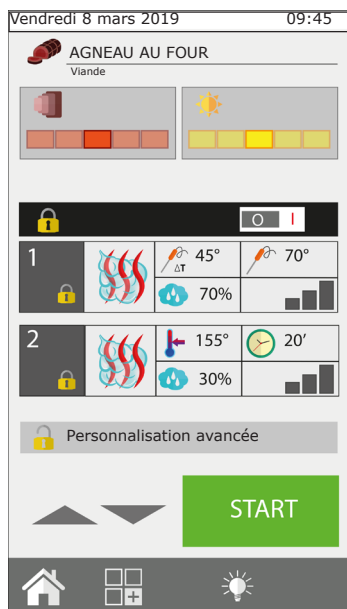 Vendredi 8 mars 2019 09:45
AGNEAU AU FOUR
Viande
O I
1 ΔT 45° 70°
70%
2 155° 20’
30%
Personnalisation avancée
START